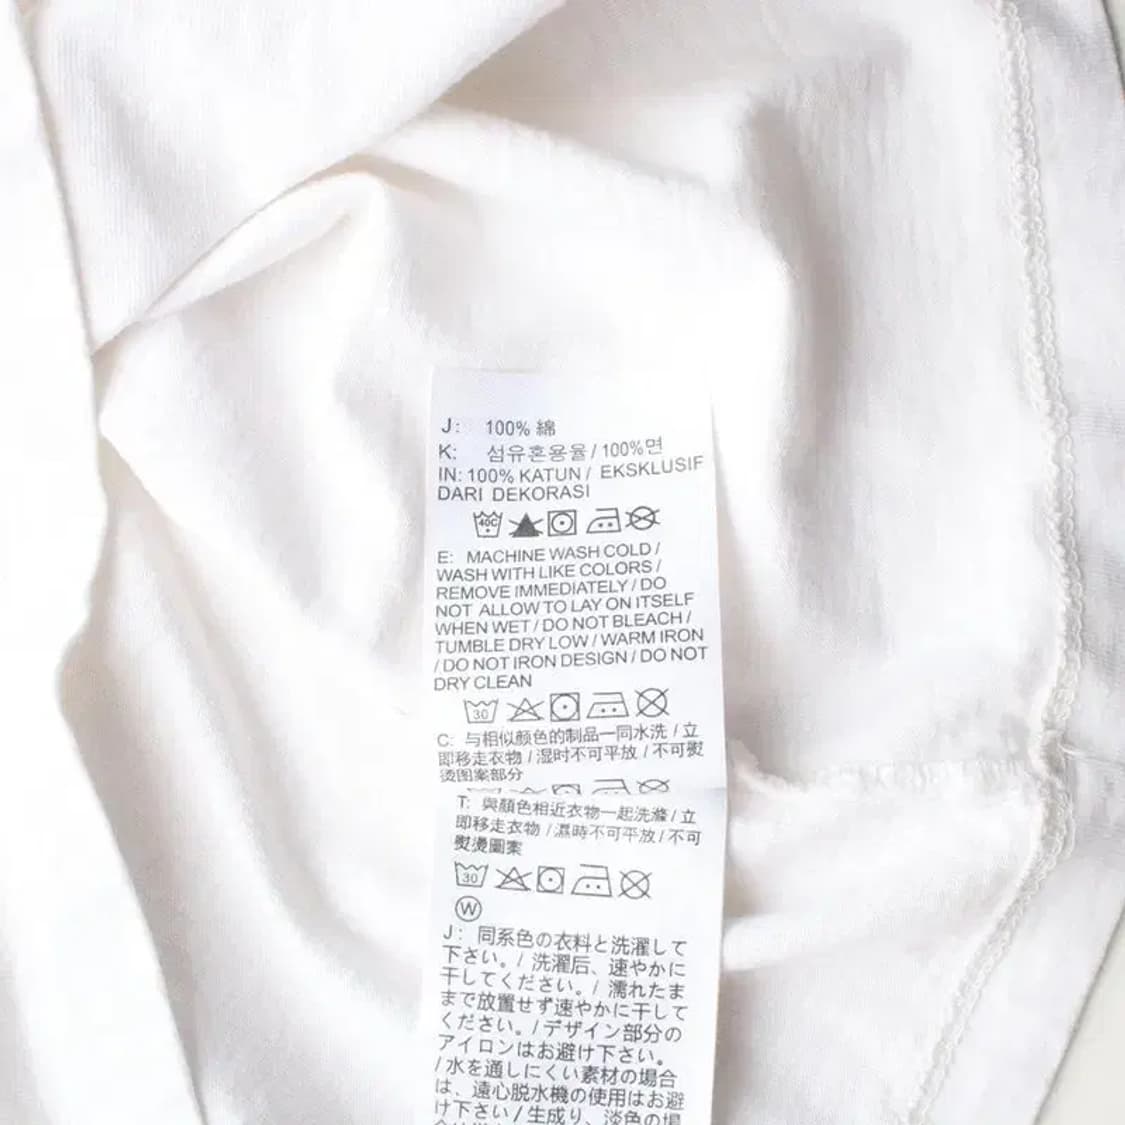 J: 100% 綿
K: 섬유혼용율 / 100%면
IN: 100% KATUN / EKSKLUSIF
DARI DEKORASI
40C
E: MACHINE WASH COLD /
WASH WITH LIKE COLORS /
REMOVE IMMEDIATELY / DO
NOT ALLOW TO LAY ON ITSELF
WHEN WET / DO NOT BLEACH /
TUMBLE DRY LOW / WARM IRON
/ DO NOT IRON DESIGN / DO NOT
DRY CLEAN
30
C: 与相似颜色的制品一同水洗 / 立
即移走衣物 / 湿时不可平放 / 不可熨
烫图案部分
T: 與顏色相近衣物一起洗滌 / 立
即移走衣物 / 濕時不可平放 / 不可
熨燙圖案
30
W
J: 同系色の衣料と洗濯して
下さい。/ 洗濯后、速やかに
干してください。/ 濡れたま
まで放置せず速やかに干して
ください。/ デザイン部分の
アイロンはお避け下さい。
/ 水を通しにくい素材の場合
は、遠心脱水機の使用はお避
け下さい / 生成り、淡色の場